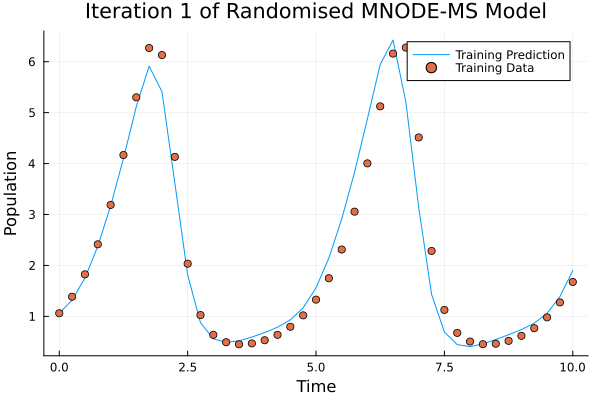 Iteration 1 of Randomised MNODE-MS Model
Training Prediction
Training Data
Population
6
5
4
3
2
1
0.0 2.5 5.0 7.5 10.0
Time